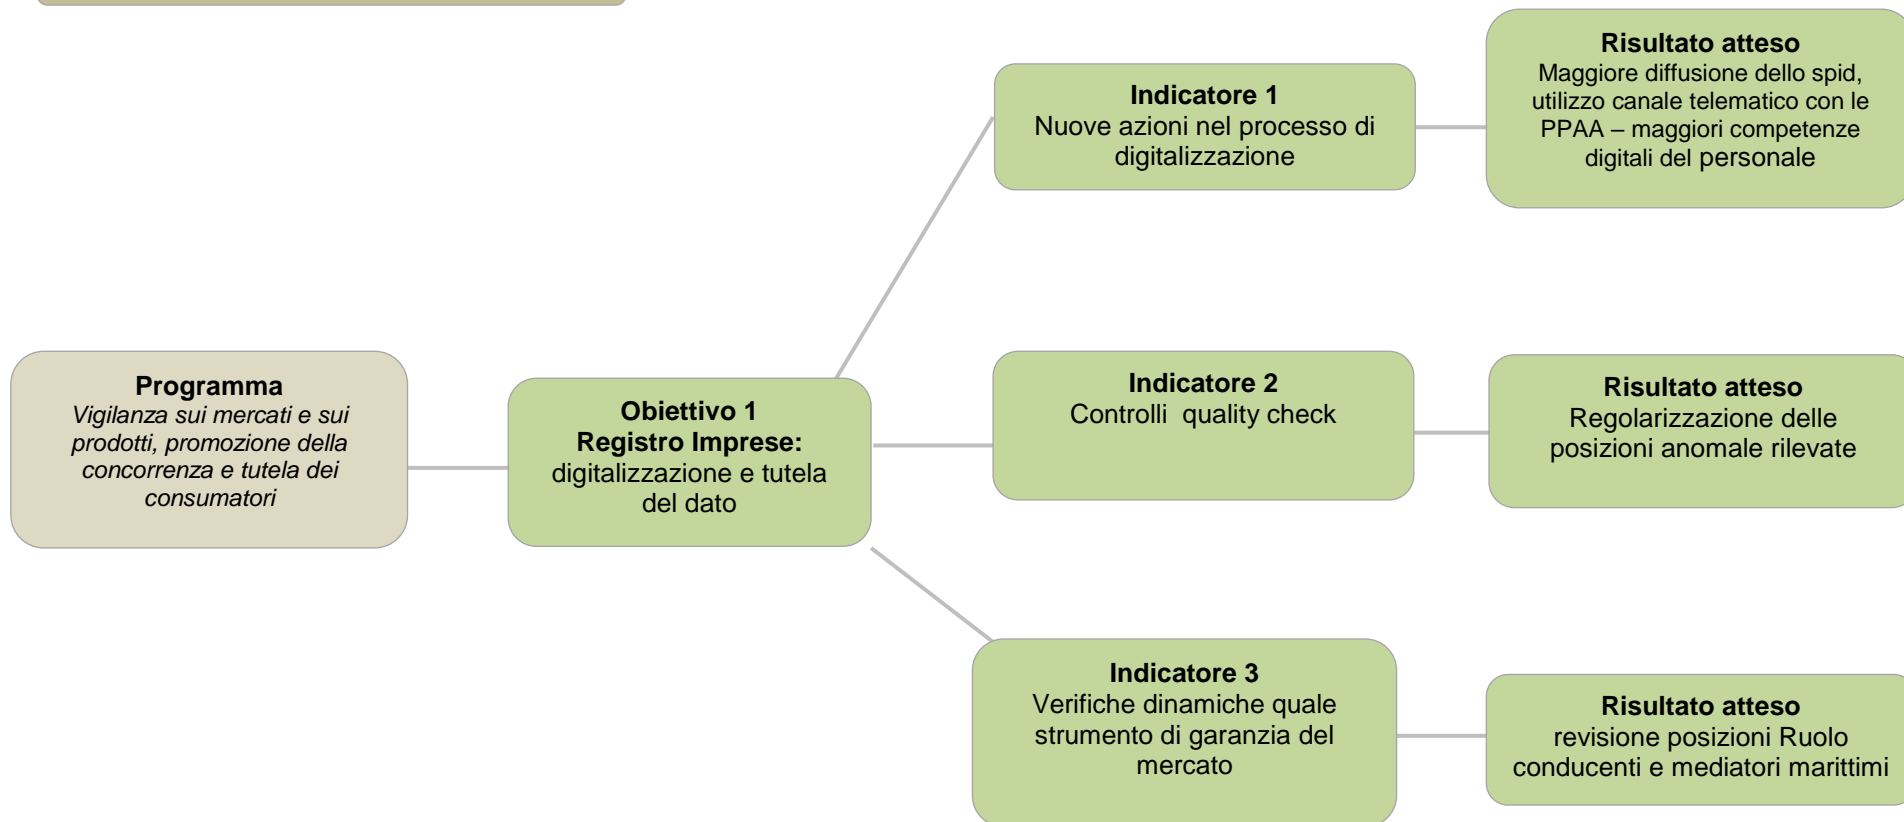 Programma
Vigilanza sui mercati e sui
prodotti, promozione della
concorrenza e tutela dei
consumatori
Obiettivo 1
Registro Imprese:
digitalizzazione e tutela
del dato
Indicatore 1
Nuove azioni nel processo di
digitalizzazione
Risultato atteso
Maggiore diffusione dello spid,
utilizzo canale telematico con le
PPAA – maggiori competenze
digitali del personale
Indicatore 2
Controlli  quality check
Risultato atteso
Regolarizzazione delle
posizioni anomale rilevate
Indicatore 3
Verifiche dinamiche quale
strumento di garanzia del
mercato
Risultato atteso
revisione posizioni Ruolo
conducenti e mediatori marittimi